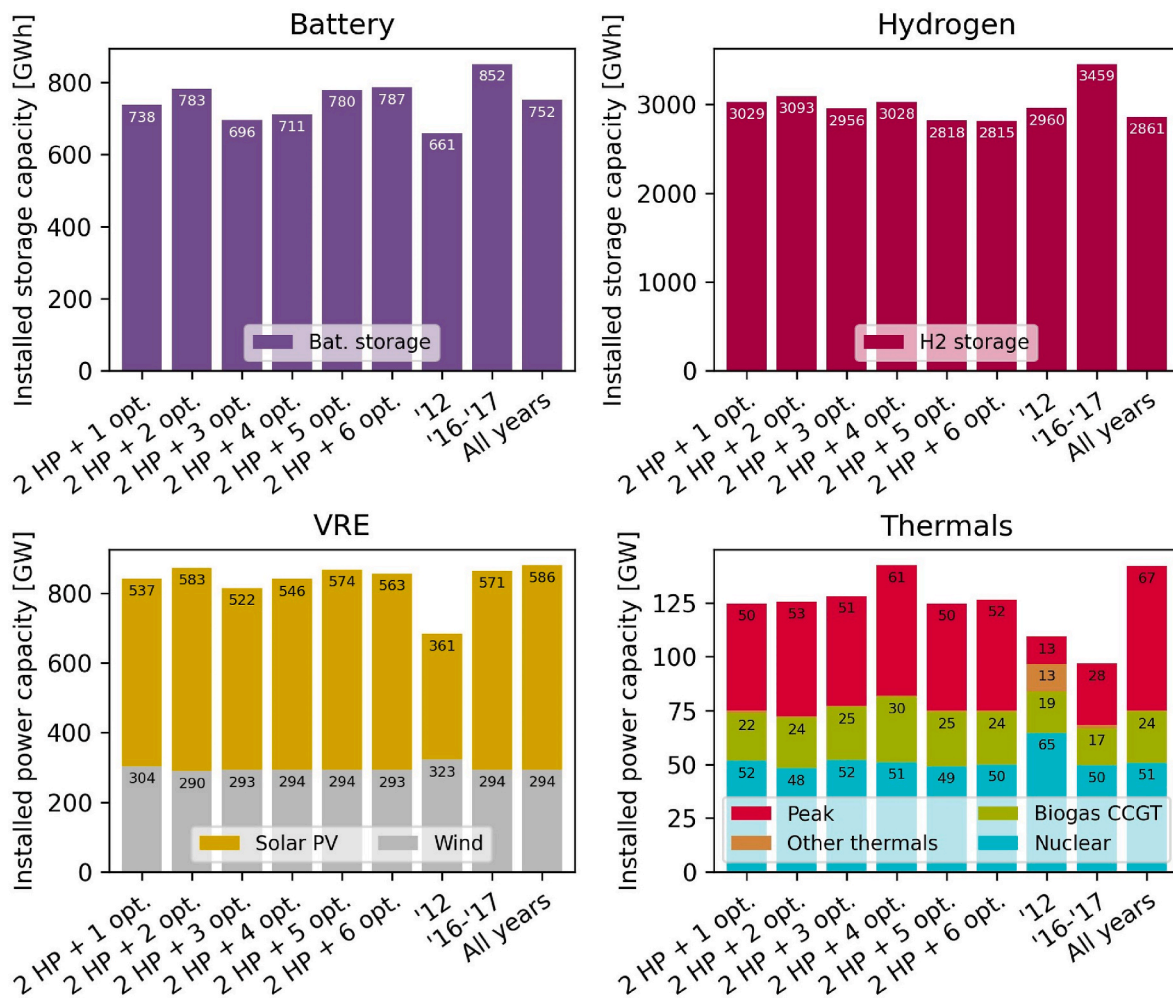 Battery
Installed storage capacity [GWh]
800
600
400
200
0
738
783
696
711
780
787
661
852
752
Bat. storage
2 HP + 1 opt.
2 HP + 2 opt.
2 HP + 3 opt.
2 HP + 4 opt.
2 HP + 5 opt.
2 HP + 6 opt.
'12
'16-'17
All years
Hydrogen
Installed storage capacity [GWh]
3000
2000
1000
0
3029
3093
2956
3028
2818
2815
2960
3459
2861
H2 storage
2 HP + 1 opt.
2 HP + 2 opt.
2 HP + 3 opt.
2 HP + 4 opt.
2 HP + 5 opt.
2 HP + 6 opt.
'12
'16-'17
All years
VRE
Installed power capacity [GW]
800
600
400
200
0
537
583
522
546
574
563
361
571
586
304
290
293
294
294
293
323
294
294
Solar PV
Wind
2 HP + 1 opt.
2 HP + 2 opt.
2 HP + 3 opt.
2 HP + 4 opt.
2 HP + 5 opt.
2 HP + 6 opt.
'12
'16-'17
All years
Thermals
Installed power capacity [GW]
125
100
75
50
25
0
50
53
51
61
50
52
13
28
67
13
22
24
25
30
25
24
19
17
24
52
48
52
51
49
50
65
50
51
Peak
Other thermals
Biogas CCGT
Nuclear
2 HP + 1 opt.
2 HP + 2 opt.
2 HP + 3 opt.
2 HP + 4 opt.
2 HP + 5 opt.
2 HP + 6 opt.
'12
'16-'17
All years